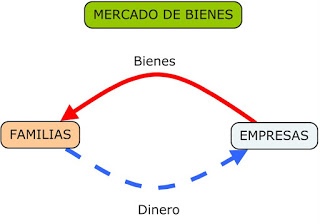 MERCADO DE BIENES
Bienes
FAMILIAS
EMPRESAS
Dinero